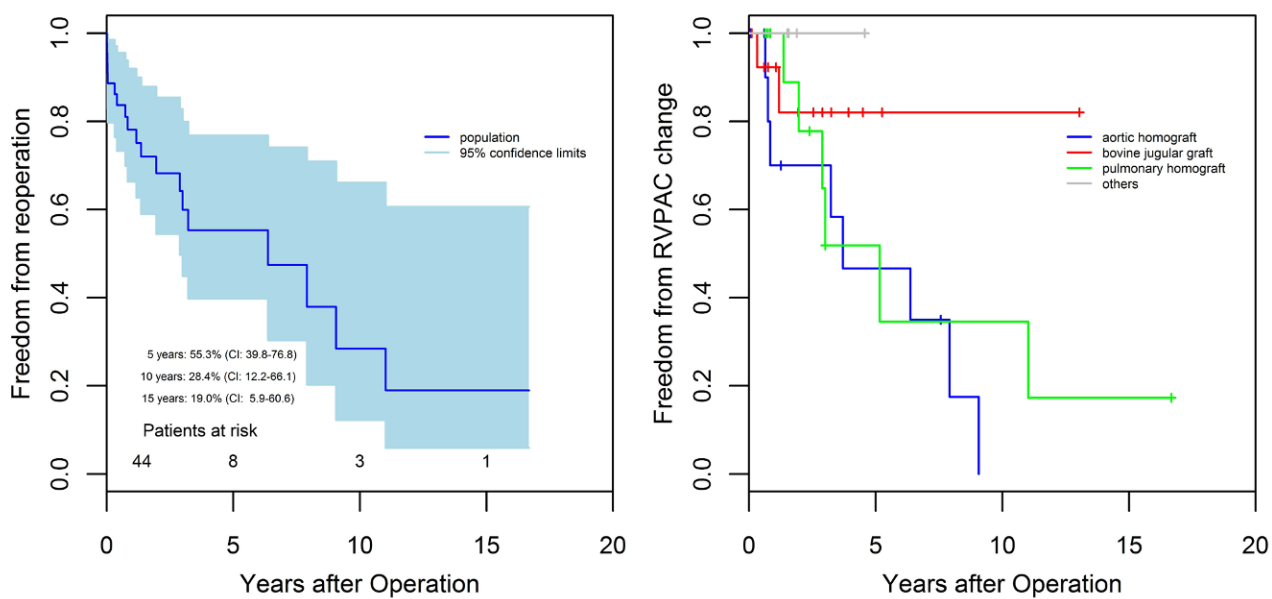 Freedom from reoperation
1.0
0.8
0.6
0.4
0.2
0.0
population
95% confidence limits
5 years: 55.3% (CI: 39.8-76.8)
10 years: 28.4% (CI: 12.2-66.1)
15 years: 19.0% (CI:  5.9-60.6)
Patients at risk
44 8 3 1
0 5 10 15 20
Years after Operation
Freedom from RVPAC change
1.0
0.8
0.6
0.4
0.2
0.0
aortic homograft
bovine jugular graft
pulmonary homograft
others
0 5 10 15 20
Years after Operation